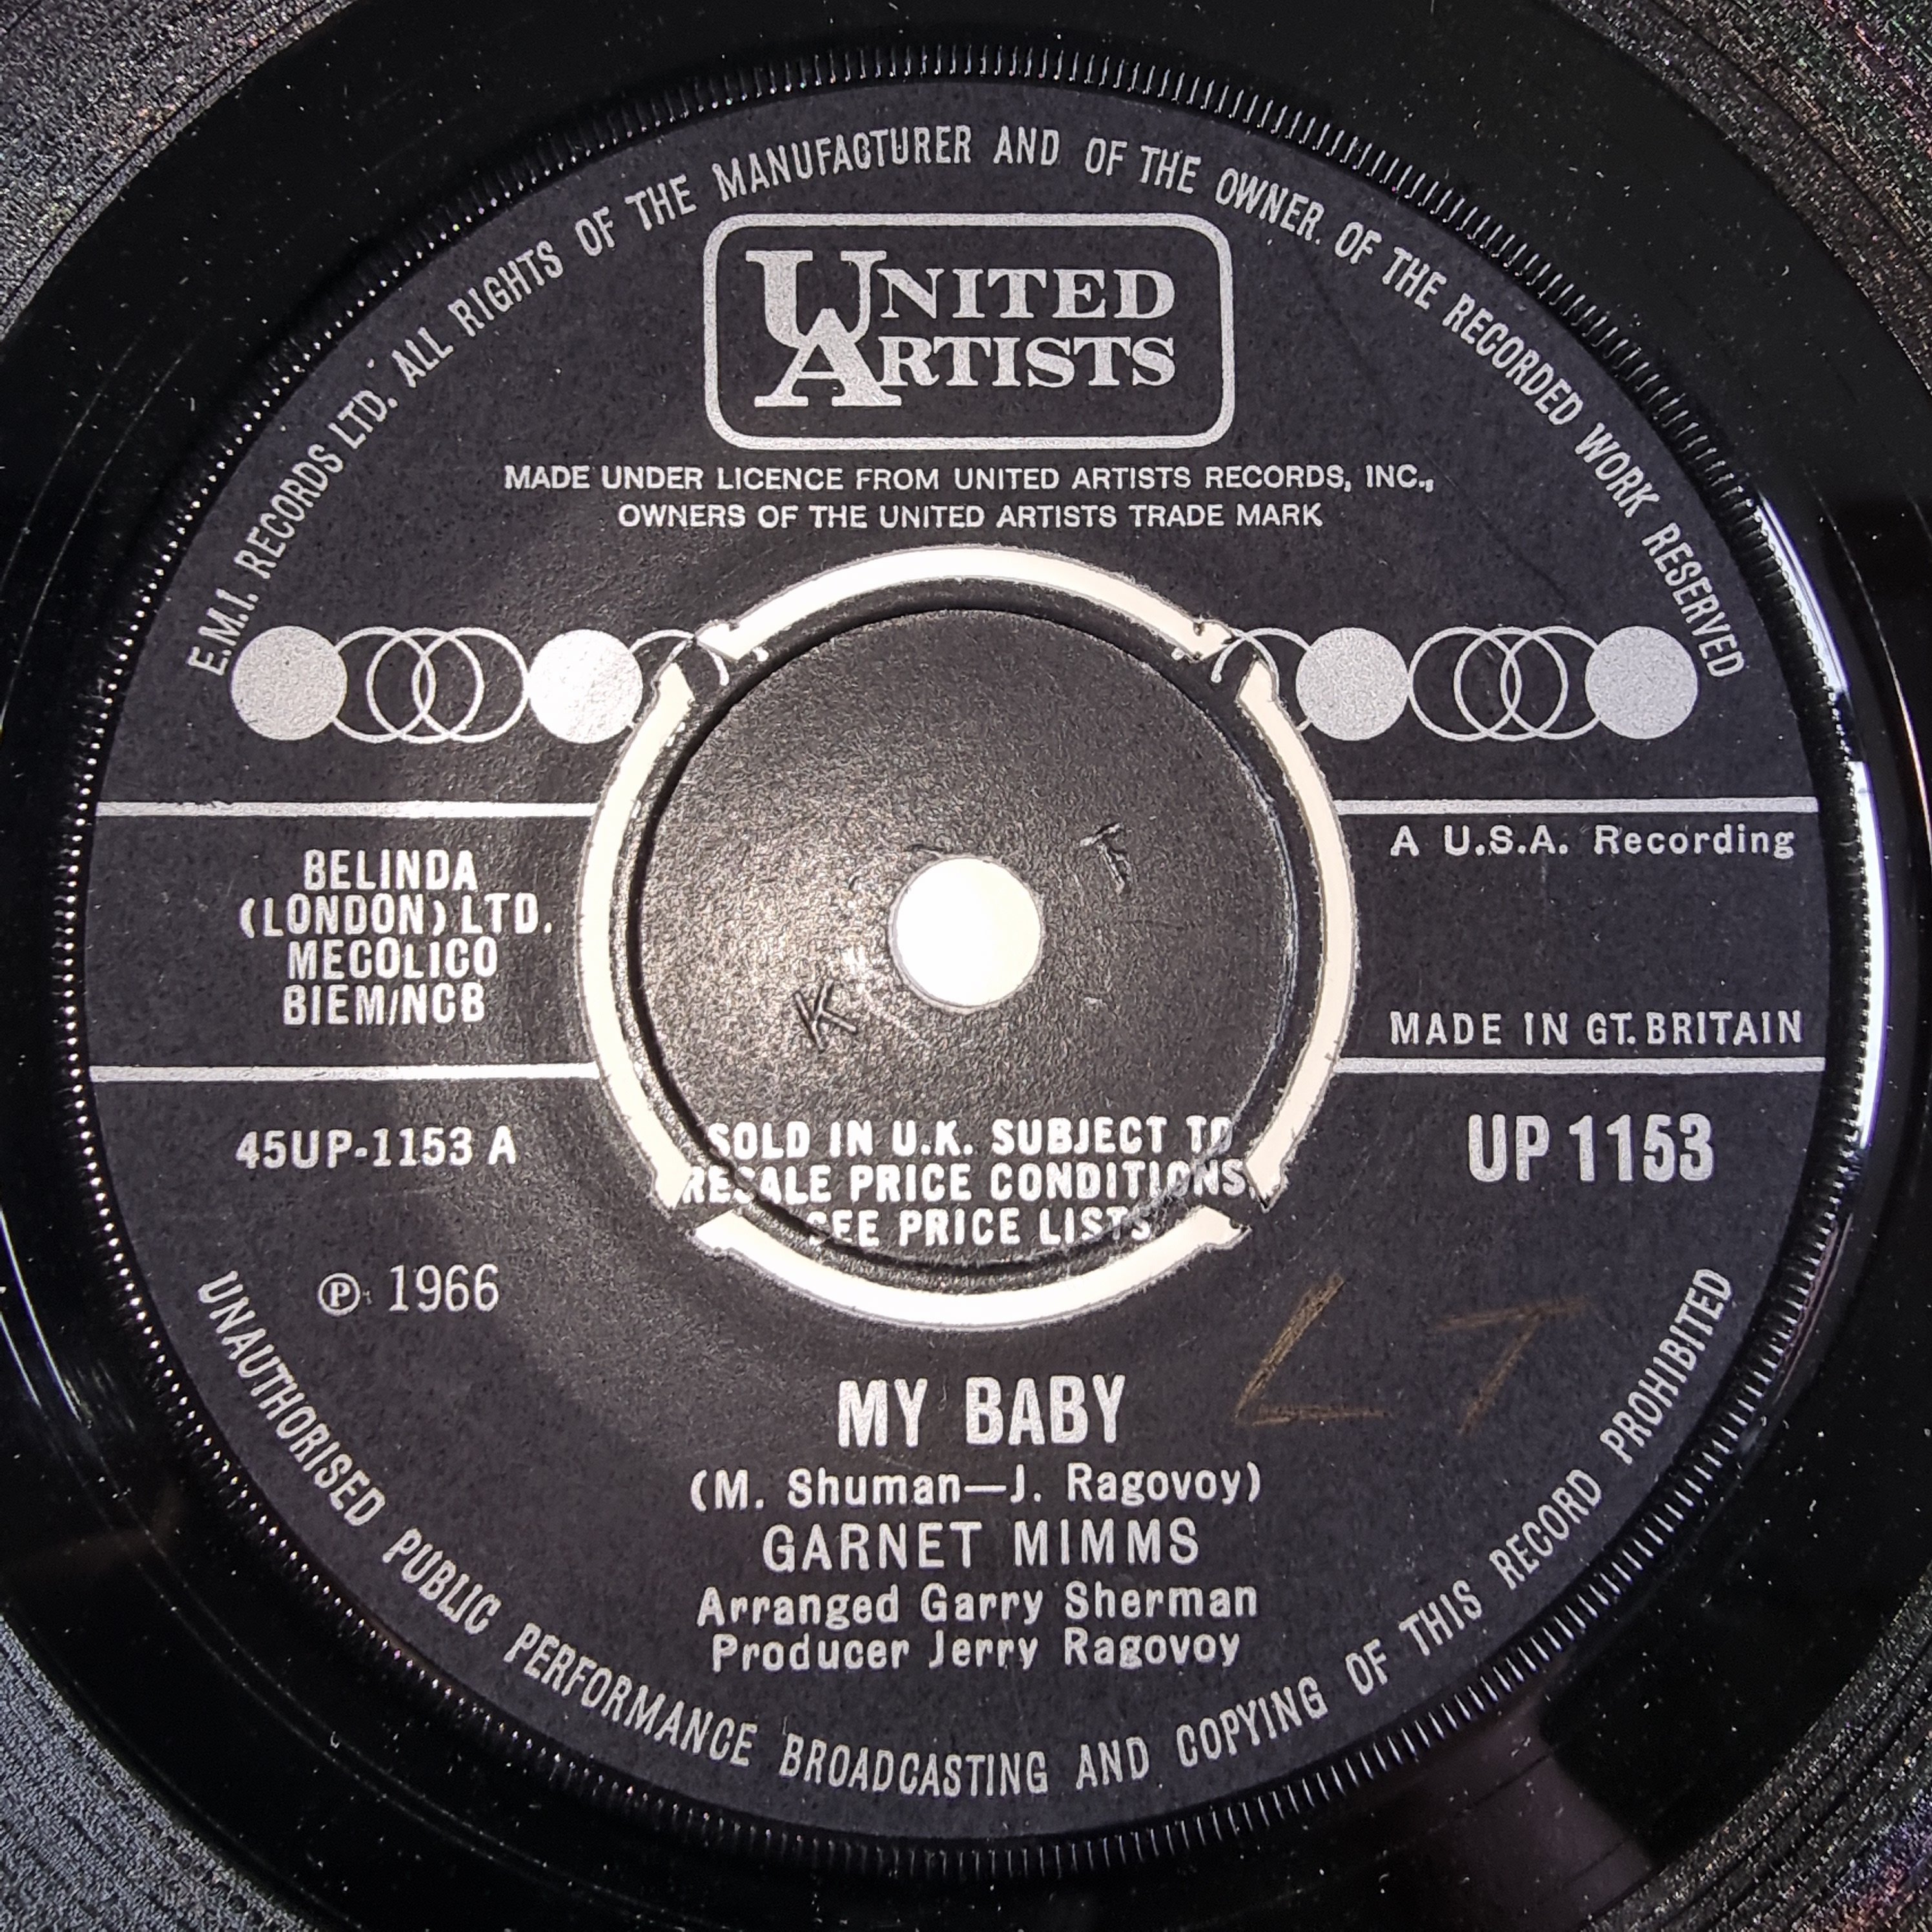 E.M.I. RECORDS LTD. ALL RIGHTS OF THE MANUFACTURER AND OF THE OWNER OF THE RECORDED WORK RESERVED
UNITED
ARTISTS
MADE UNDER LICENCE FROM UNITED ARTISTS RECORDS, INC.,
OWNERS OF THE UNITED ARTISTS TRADE MARK
BELINDA
(LONDON) LTD.
MECOLICO
BIEM/NCB
A U.S.A. Recording
MADE IN GT. BRITAIN
K
T
SOLD IN U.K. SUBJECT TO
RESALE PRICE CONDITIONS,
SEE PRICE LISTS
45UP-1153 A
UP 1153
℗ 1966
LT
MY BABY
(M. Shuman—J. Ragovoy)
GARNET MIMMS
Arranged Garry Sherman
Producer Jerry Ragovoy
UNAUTHORISED PUBLIC PERFORMANCE BROADCASTING AND COPYING OF THIS RECORD PROHIBITED